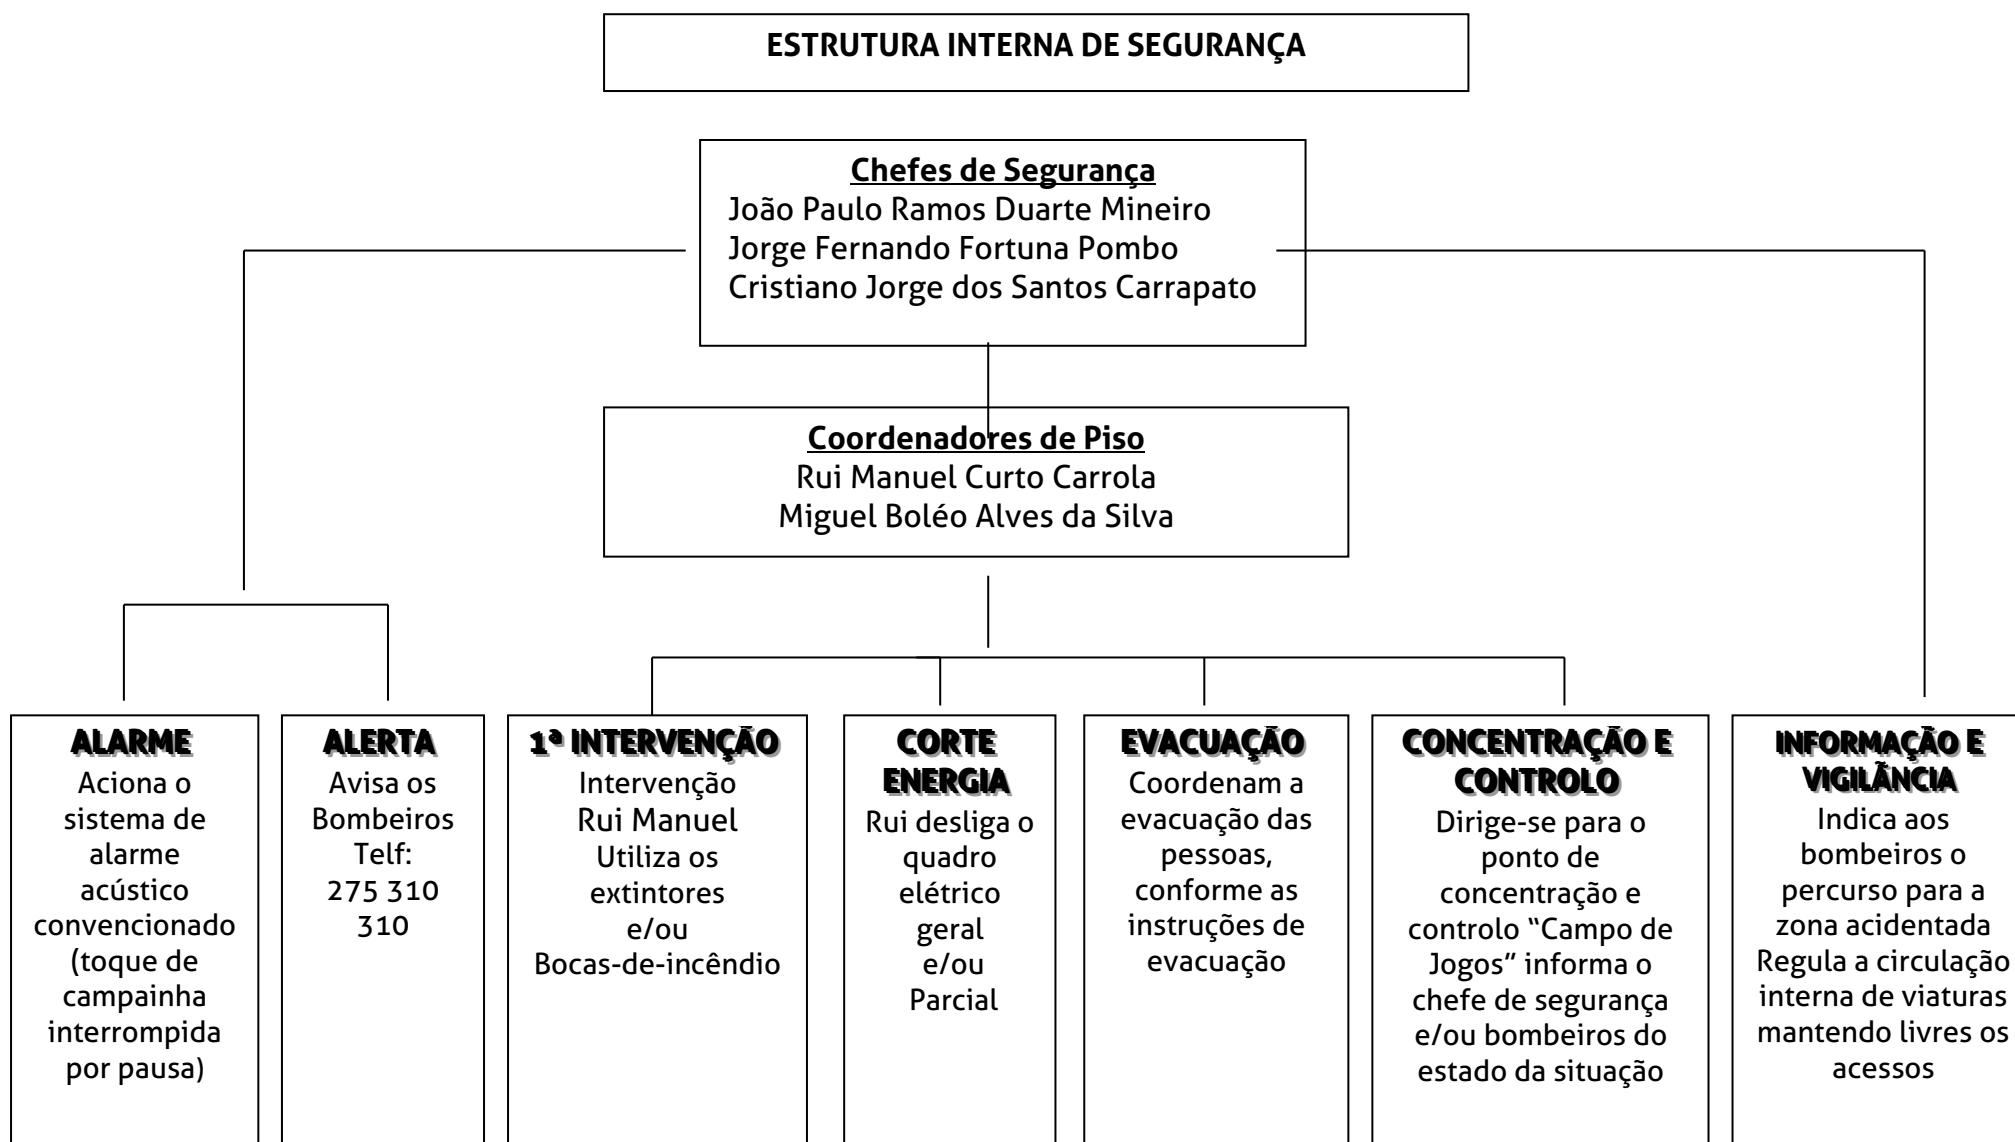 ESTRUTURA INTERNA DE SEGURANÇA
Chefes de Segurança
João Paulo Ramos Duarte Mineiro
Jorge Fernando Fortuna Pombo
Cristiano Jorge dos Santos Carrapato
Coordenadores de Piso
Rui Manuel Curto Carrola
Miguel Boléo Alves da Silva
ALARME
Aciona o
sistema de
alarme
acústico
convencionado
(toque de
campainha
interrompida
por pausa)
ALERTA
Avisa os
Bombeiros
Telf:
275 310
310
1ª INTERVENÇÃO
Intervenção
Rui Manuel
Utiliza os
extintores
e/ou
Bocas-de-incêndio
CORTE
ENERGIA
Rui desliga o
quadro
elétrico
geral
e/ou
Parcial
EVACUAÇÃO
Coordenam a
evacuação das
pessoas,
conforme as
instruções de
evacuação
CONCENTRAÇÃO E
CONTROLO
Dirige-se para o
ponto de
concentração e
controlo “Campo de
Jogos” informa o
chefe de segurança
e/ou bombeiros do
estado da situação
INFORMAÇÃO E
VIGILÃNCIA
Indica aos
bombeiros o
percurso para a
zona acidentada
Regula a circulação
interna de viaturas
mantendo livres os
acessos